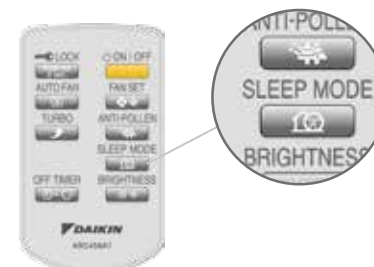 LOCK
ON | OFF
AUTO FAN
FAN SET
TURBO
ANTI-POLLEN
SLEEP MODE
OFF TIMER
BRIGHTNESS
DAIKIN
ANTI-POLLEN
SLEEP MODE
BRIGHTNESS